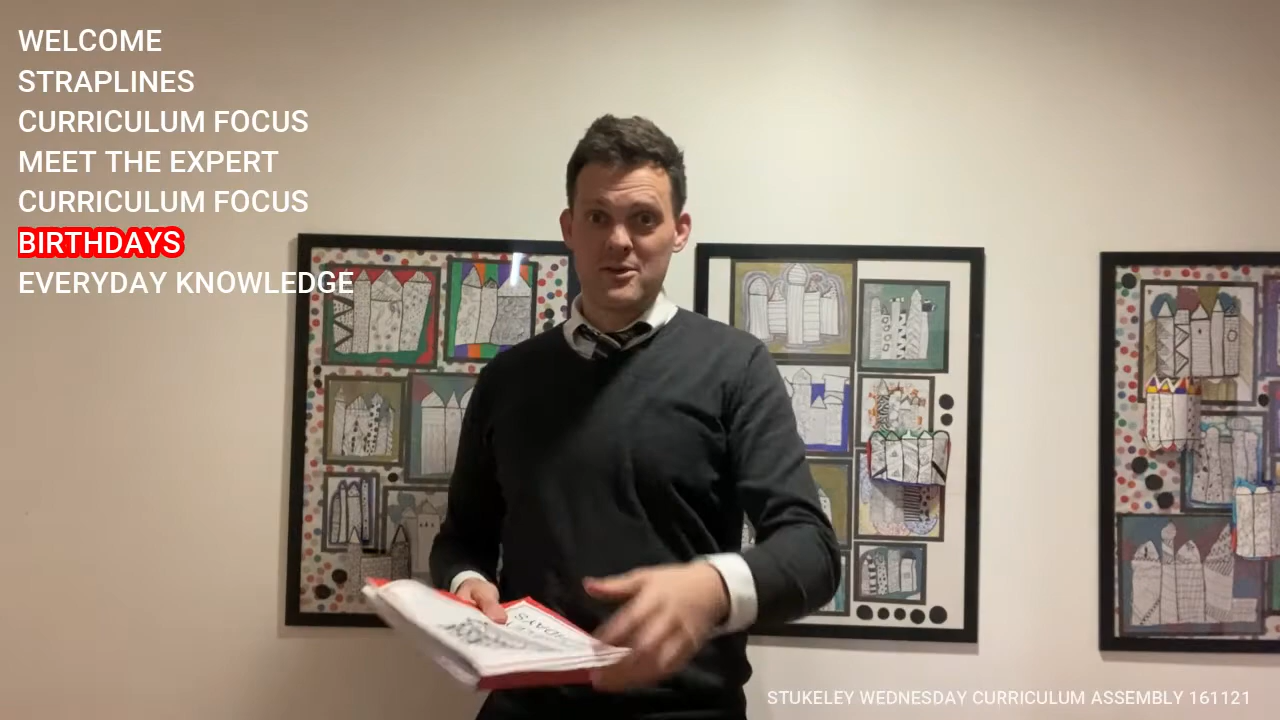 WELCOME
STRAPLINES
CURRICULUM FOCUS
MEET THE EXPERT
CURRICULUM FOCUS
BIRTHDAYS
EVERYDAY KNOWLEDGE
STUKELEY WEDNESDAY CURRICULUM ASSEMBLY 161121